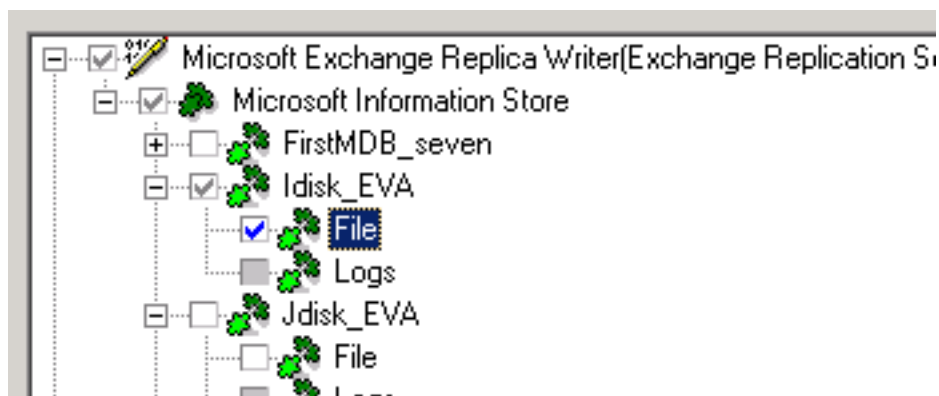 Microsoft Exchange Replica Writer(Exchange Replication
Microsoft Information Store
FirstMDB_seven
Idisk_EVA
File
Logs
Jdisk_EVA
File